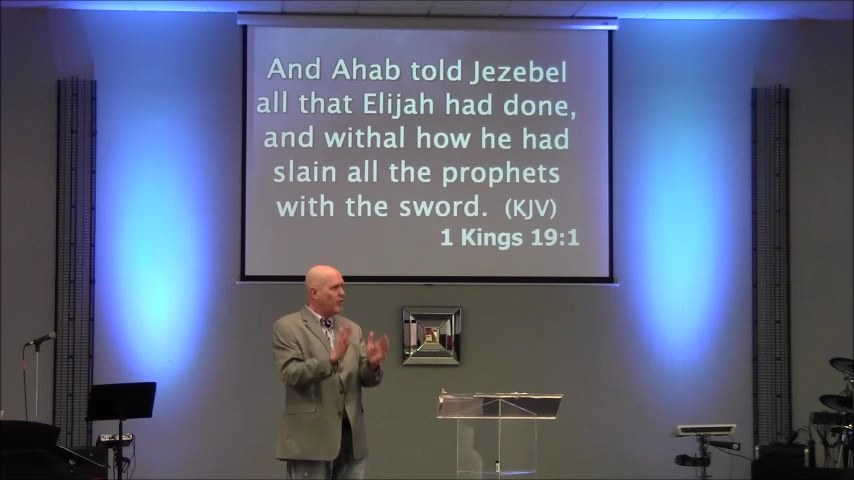 And Ahab told Jezebel
all that Elijah had done,
and withal how he had
slain all the prophets
with the sword. (KJV)
1 Kings 19:1